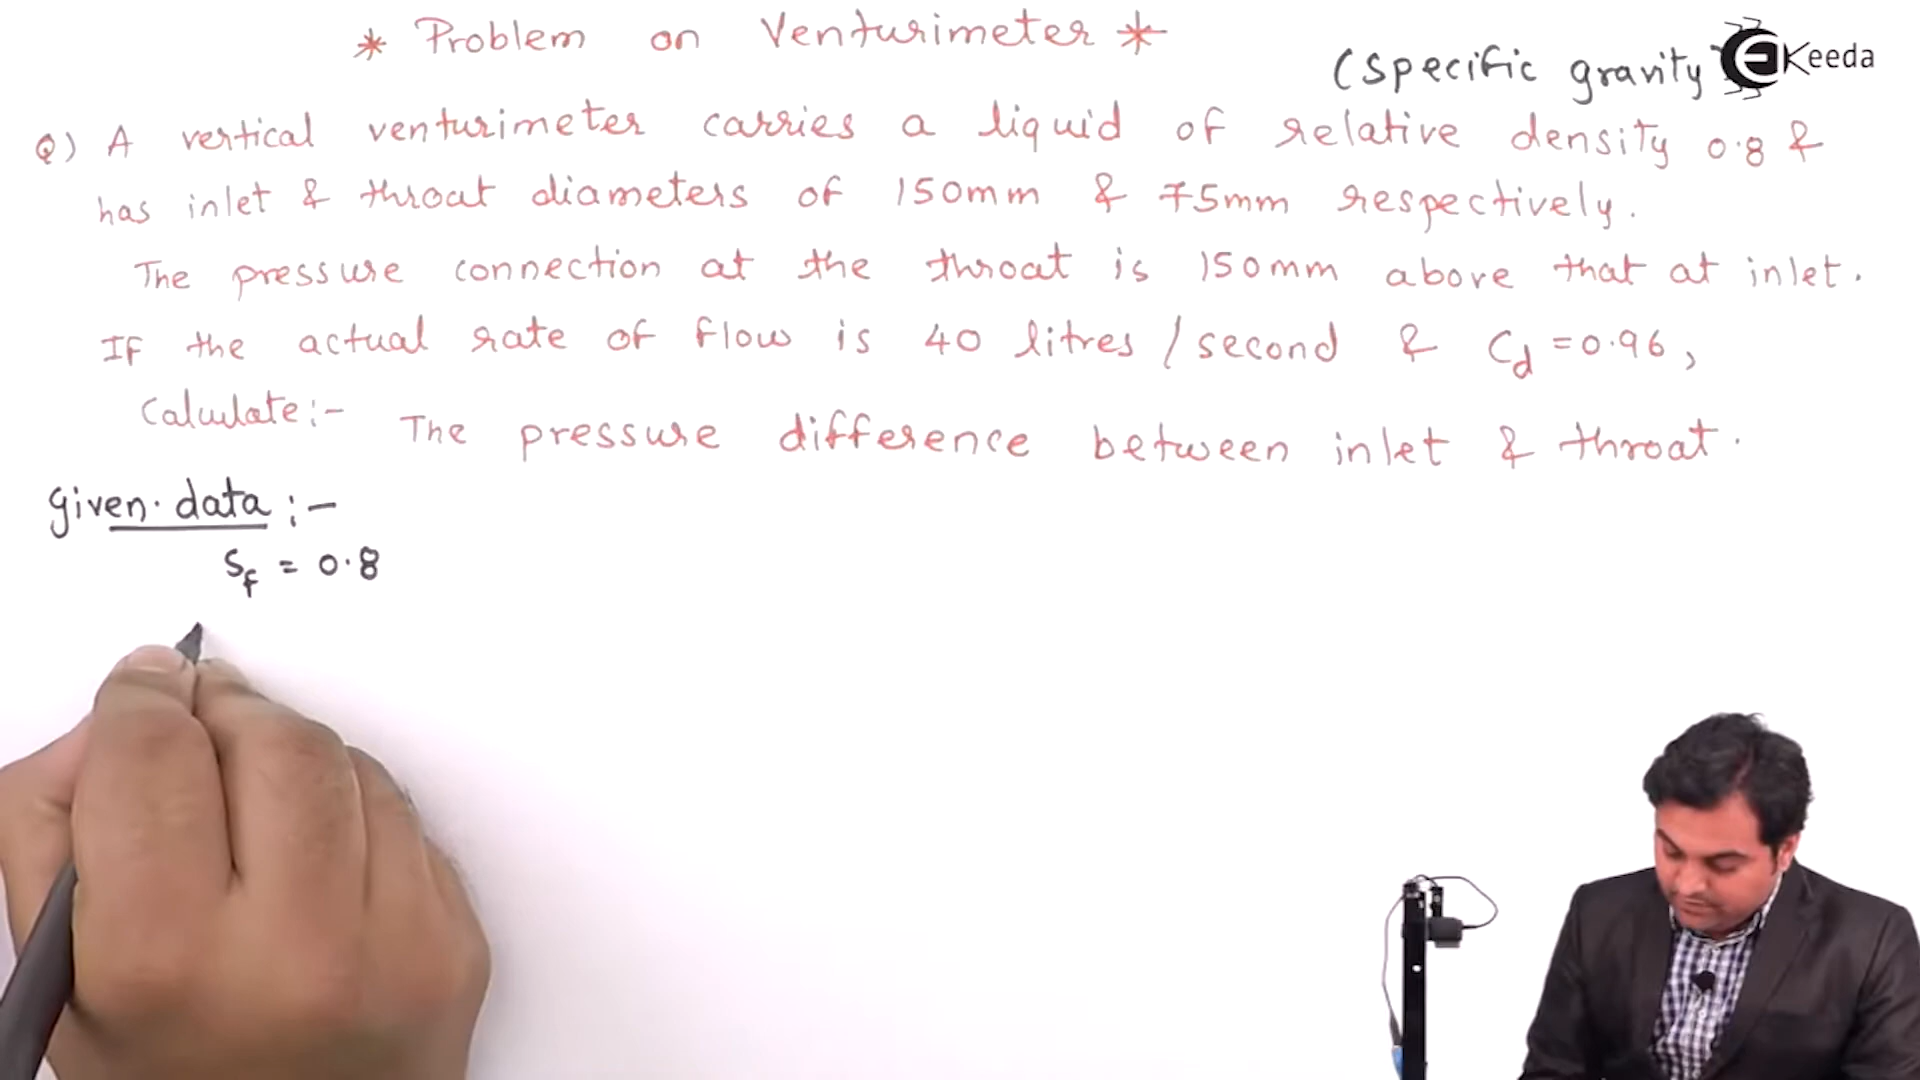 * Problem on Venturimeter *
(specific gravity)
Keeda
Q) A vertical venturimeter carries a liquid of relative density 0.8 &
has inlet & throat diameters of 150mm & 75mm respectively.
The pressure connection at the throat is 150mm above that at inlet.
If the actual rate of flow is 40 litres/second & Cd = 0.96,
Calculate:- The pressure difference between inlet & throat.
given data :-
Sf = 0.8